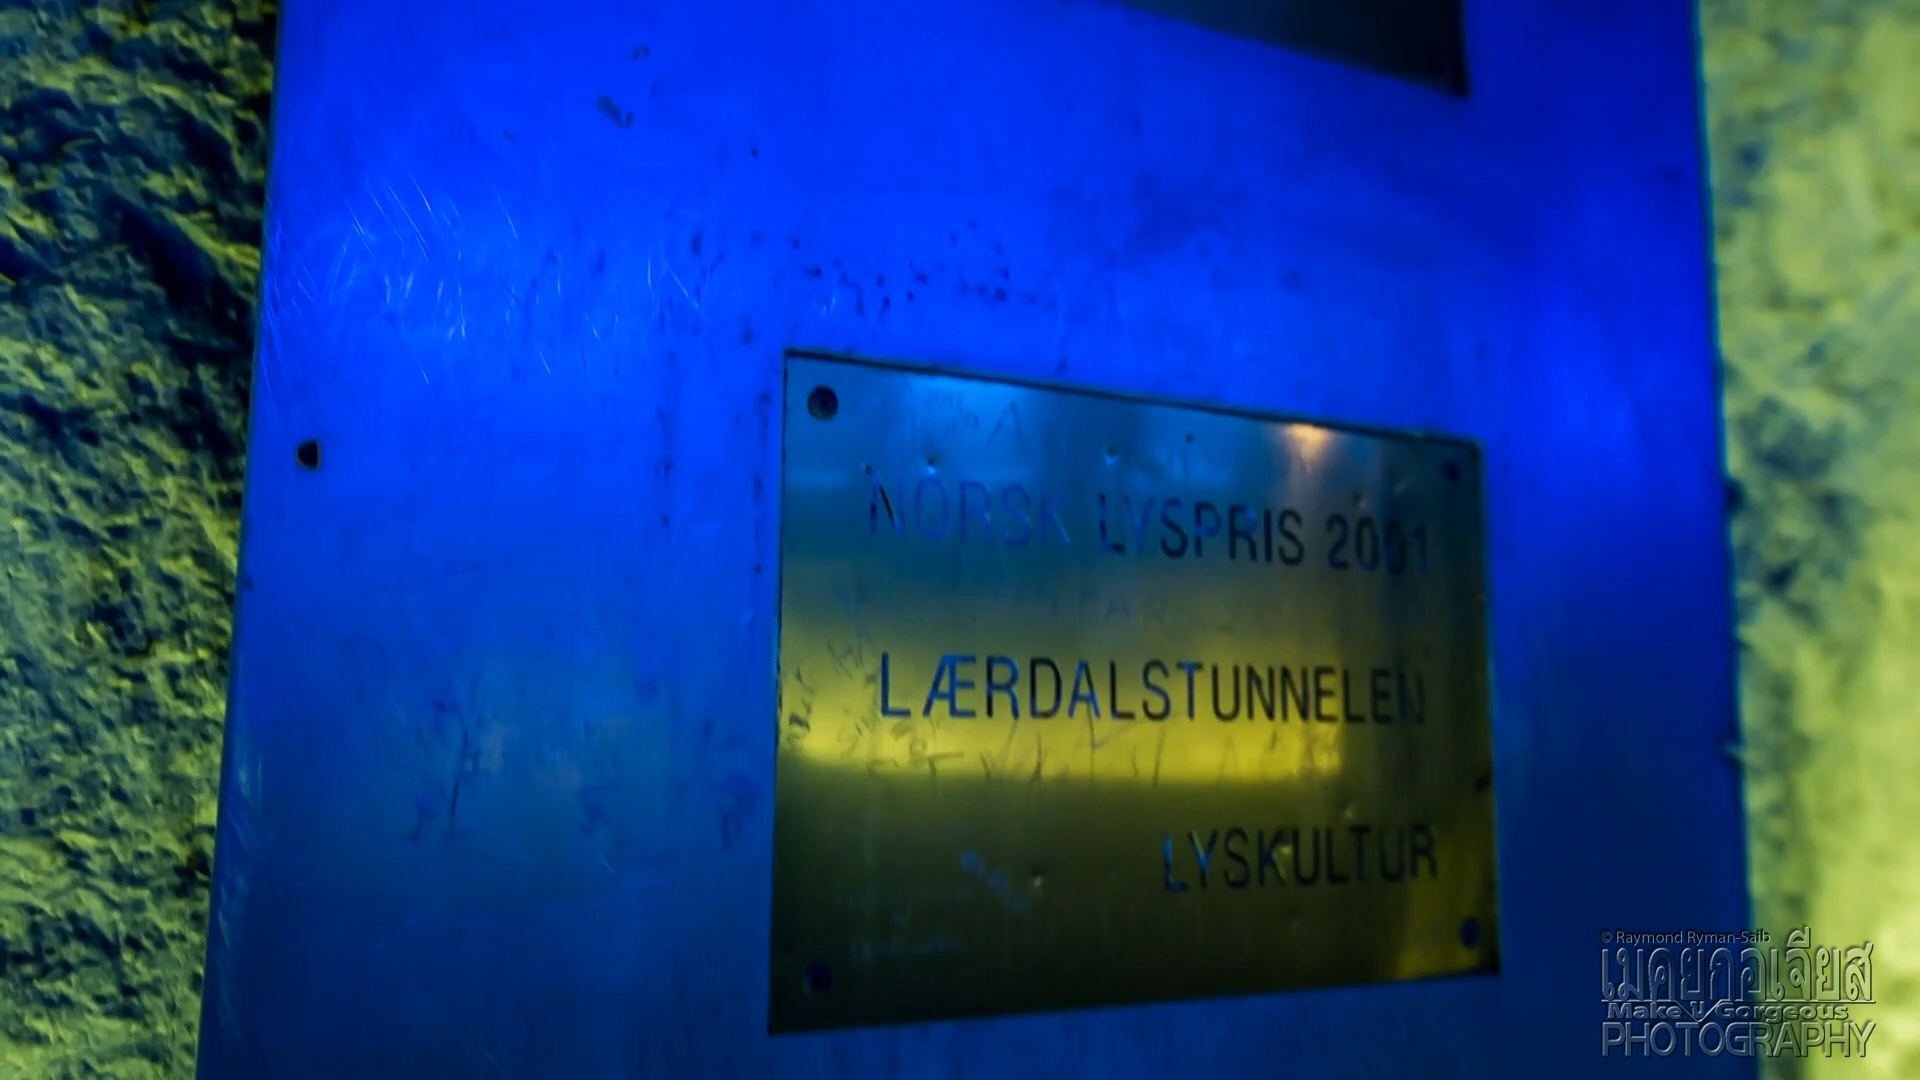 NORSK LYSPRIS 2001
LÆRDALSTUNNELEN
LYSKULTUR
© Raymond Ryman-Saib
เมคยูกอเจียส
Make U Gorgeous
PHOTOGRAPHY